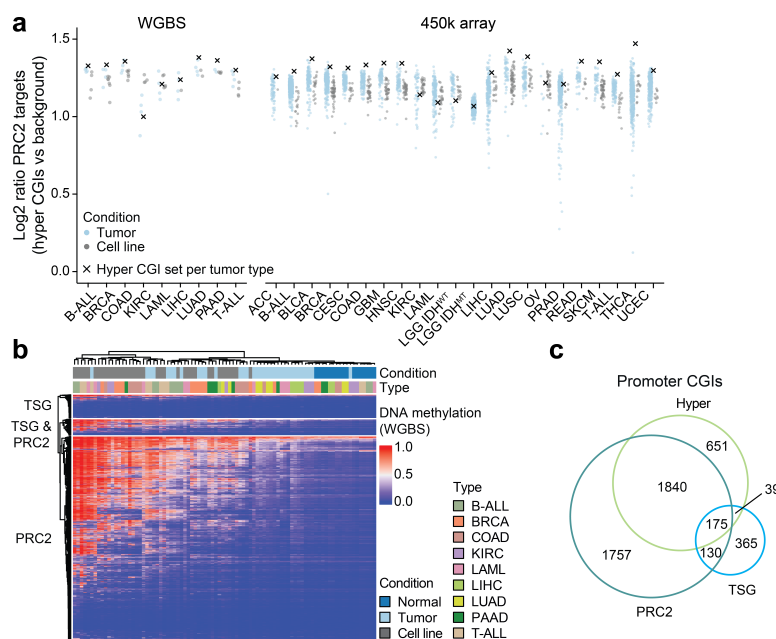 a
WGBS
450k array
Log2 ratio PRC2 targets
(hyper CGIs vs background)
1.5
1.0
0.5
0.0
Condition
Tumor
Cell line
× Hyper CGI set per tumor type
B-ALL
BRCA
COAD
KIRC
LAML
LIHC
LUAD
PAAD
T-ALL
ACC
B-ALL
BLCA
BRCA
CESC
COAD
GBM
HNSC
KIRC
LAML
LGG IDHWT
LGG IDHMT
LIHC
LUAD
LUSC
OV
PRAD
READ
SKCM
T-ALL
THCA
UCEC
b
Condition
Type
TSG
TSG &
PRC2
PRC2
DNA methylation
(WGBS)
1.0
0.5
0.0
Type
B-ALL
BRCA
COAD
KIRC
LAML
LIHC
LUAD
PAAD
T-ALL
Condition
Normal
Tumor
Cell line
c
Promoter CGIs
Hyper
651
1840
39
175
365
130
1757
TSG
PRC2